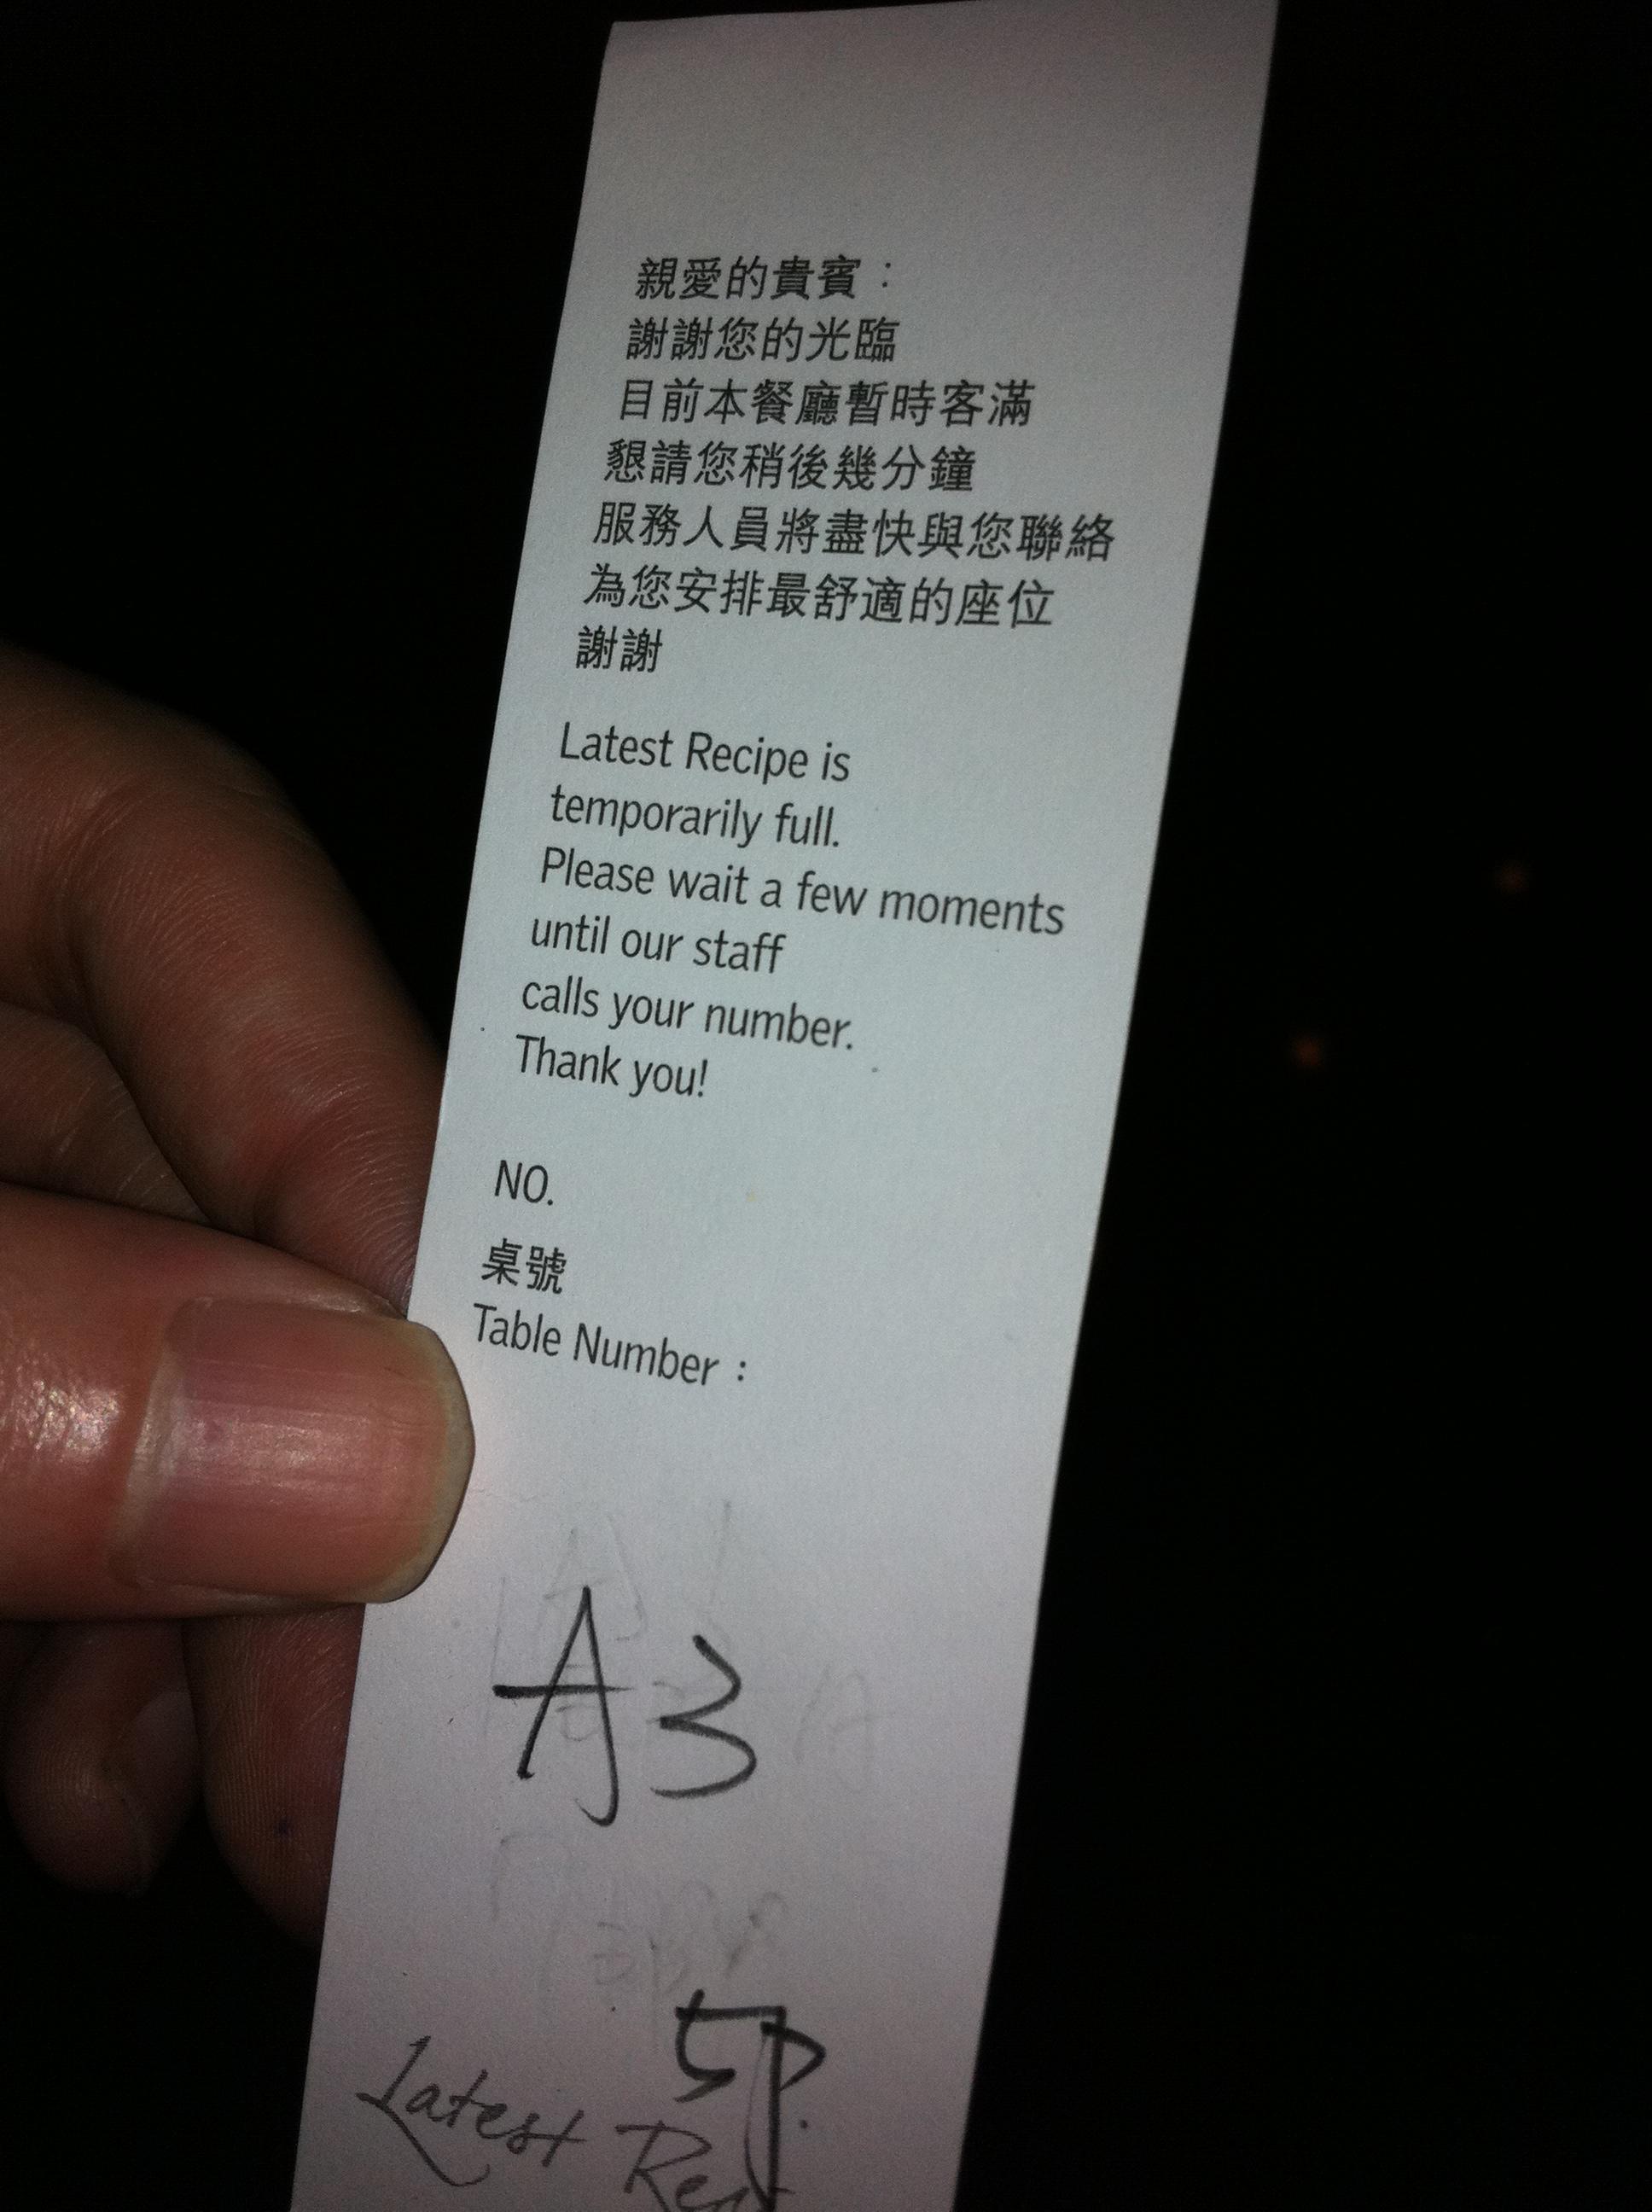 親愛的貴賓：
謝謝您的光臨
目前本餐廳暫時客滿
懇請您稍後幾分鐘
服務人員將盡快與您聯絡
為您安排最舒適的座位
謝謝
Latest Recipe is
temporarily full.
Please wait a few moments
until our staff
calls your number.
Thank you!
NO.
桌號
Table Number：
A3
5p.
Latest